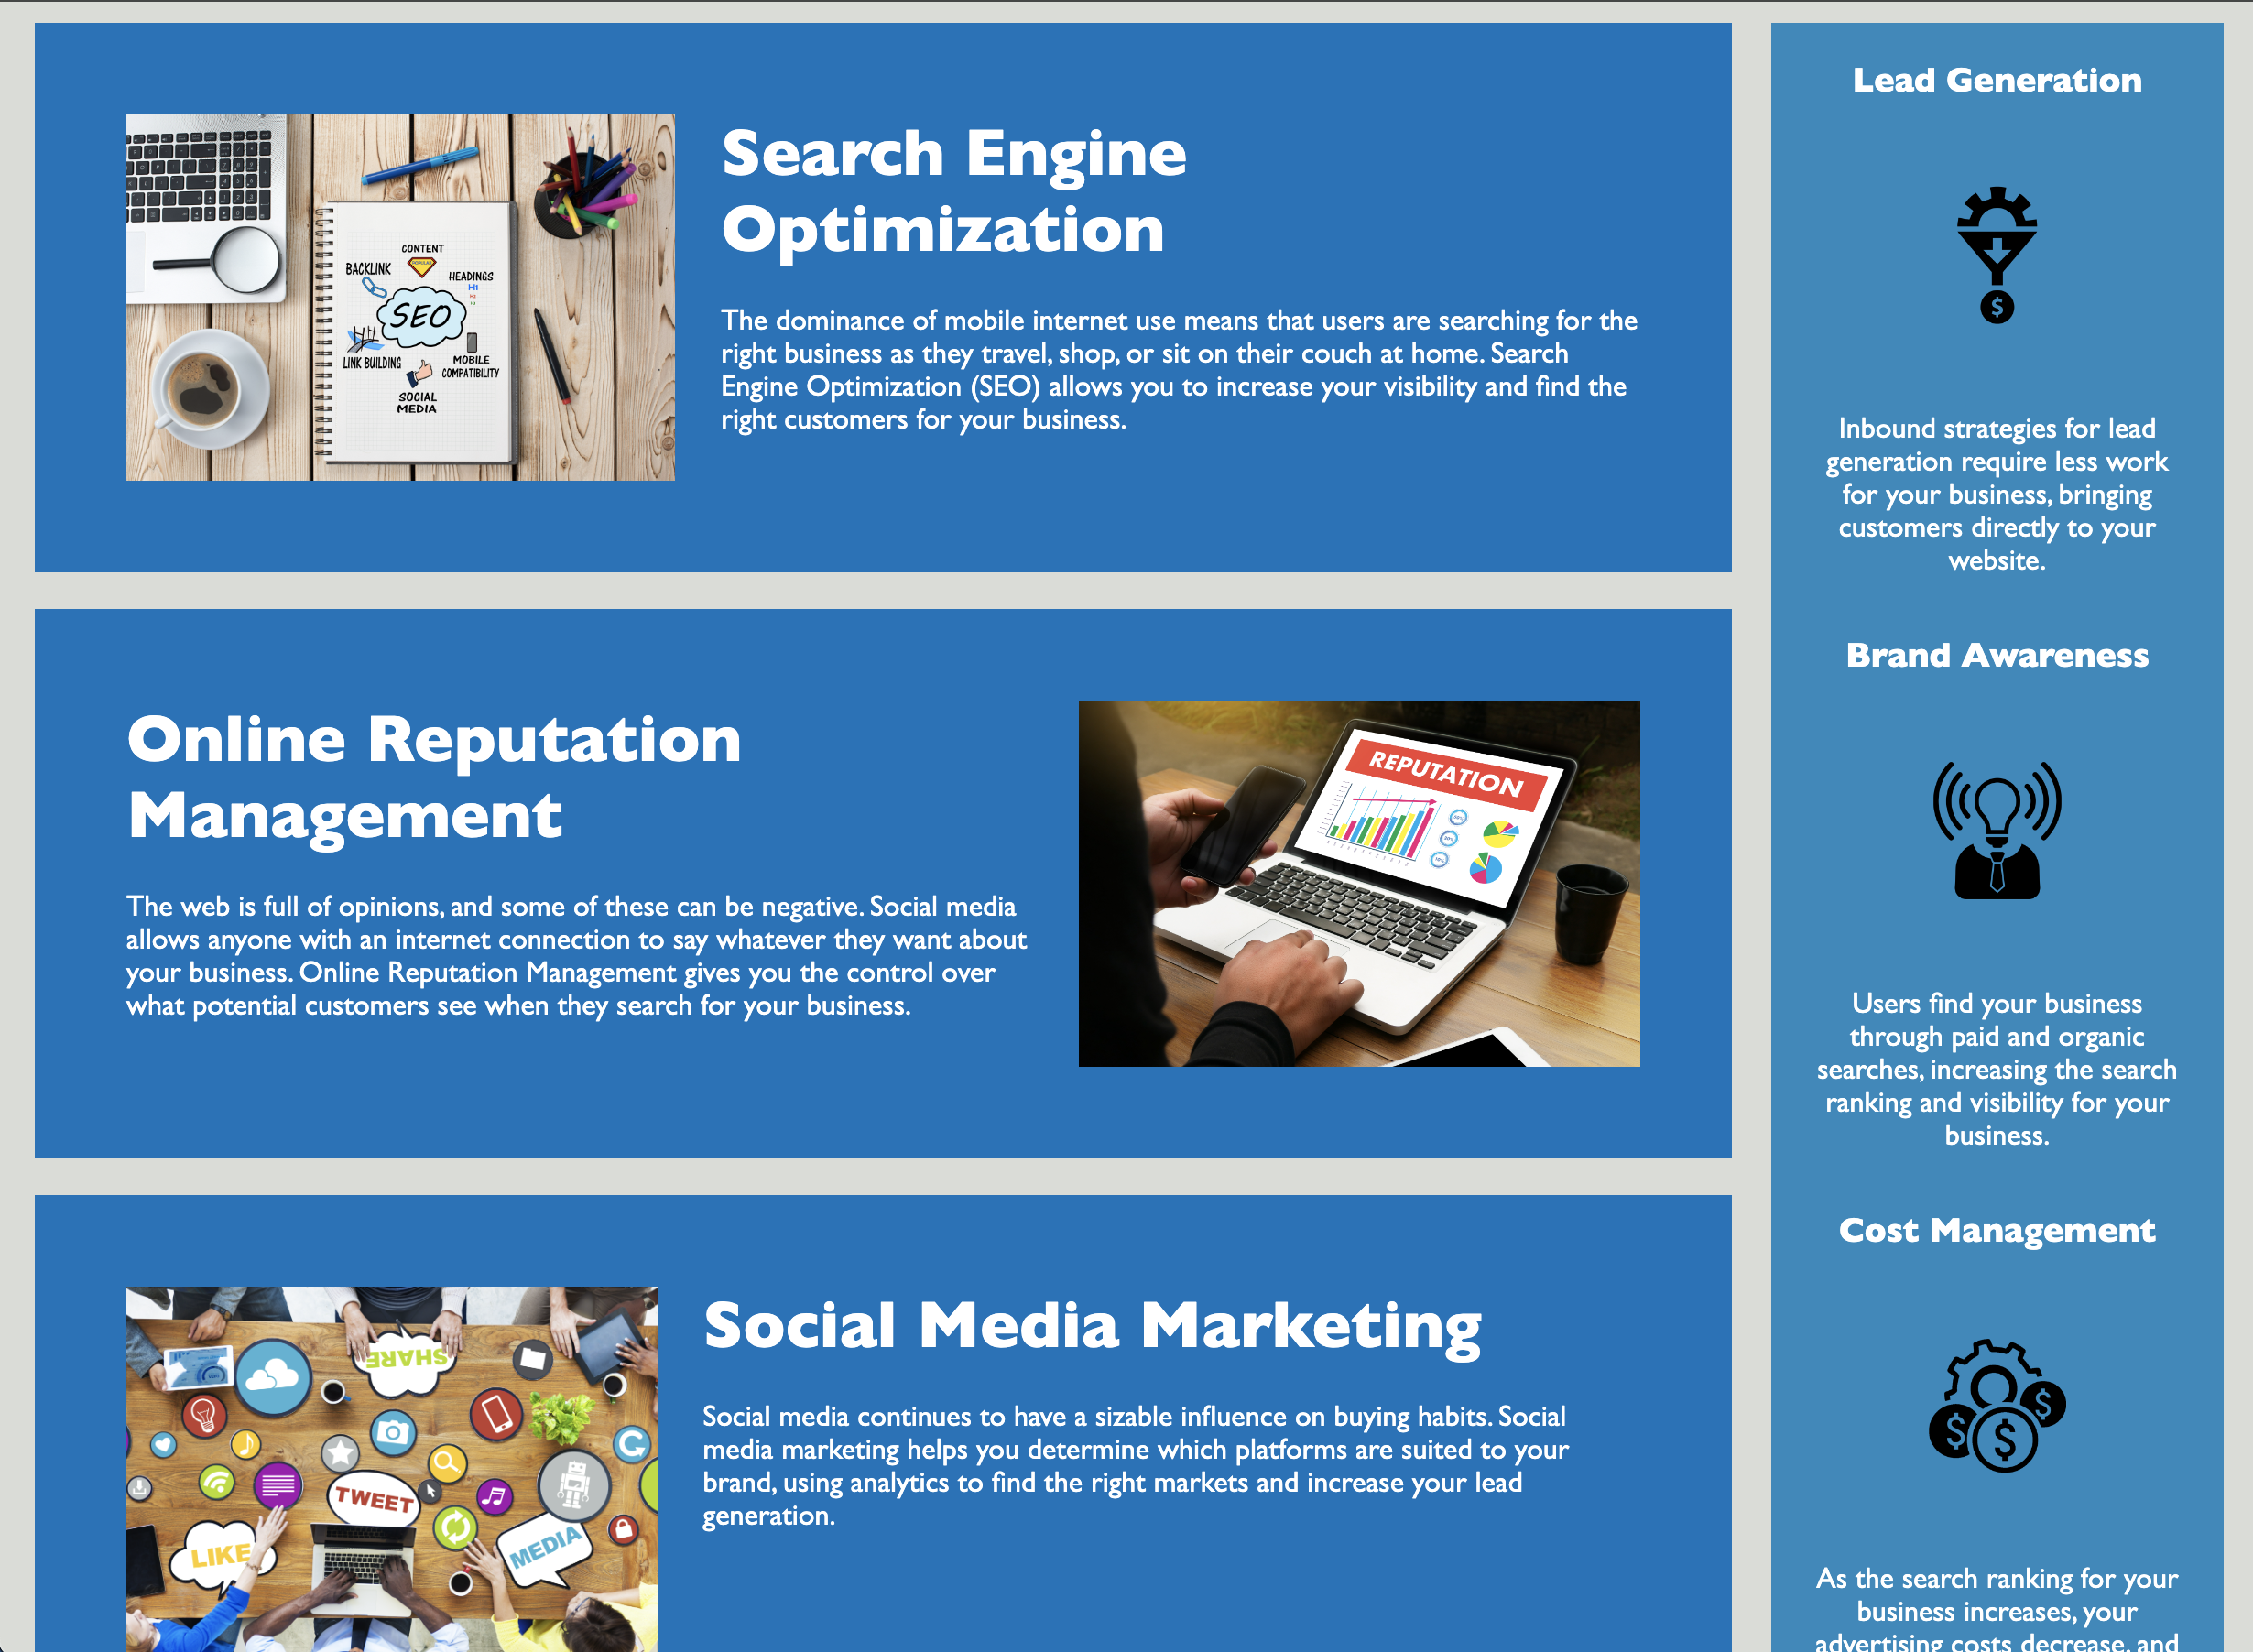 Search Engine
Optimization
The dominance of mobile internet use means that users are searching for the
right business as they travel, shop, or sit on their couch at home. Search
Engine Optimization (SEO) allows you to increase your visibility and find the
right customers for your business.
CONTENT
BACKLINK
HEADINGS
H1
SEO
LINK BUILDING
MOBILE
COMPATIBILITY
SOCIAL
MEDIA
Online Reputation
Management
The web is full of opinions, and some of these can be negative. Social media
allows anyone with an internet connection to say whatever they want about
your business. Online Reputation Management gives you the control over
what potential customers see when they search for your business.
REPUTATION
Social Media Marketing
Social media continues to have a sizable influence on buying habits. Social
media marketing helps you determine which platforms are suited to your
brand, using analytics to find the right markets and increase your lead
generation.
SHARE
TWEET
LIKE
MEDIA
Lead Generation
$
Inbound strategies for lead
generation require less work
for your business, bringing
customers directly to your
website.
Brand Awareness
Users find your business
through paid and organic
searches, increasing the search
ranking and visibility for your
business.
Cost Management
$
$
$
As the search ranking for your
business increases, your
advertising costs decrease, and